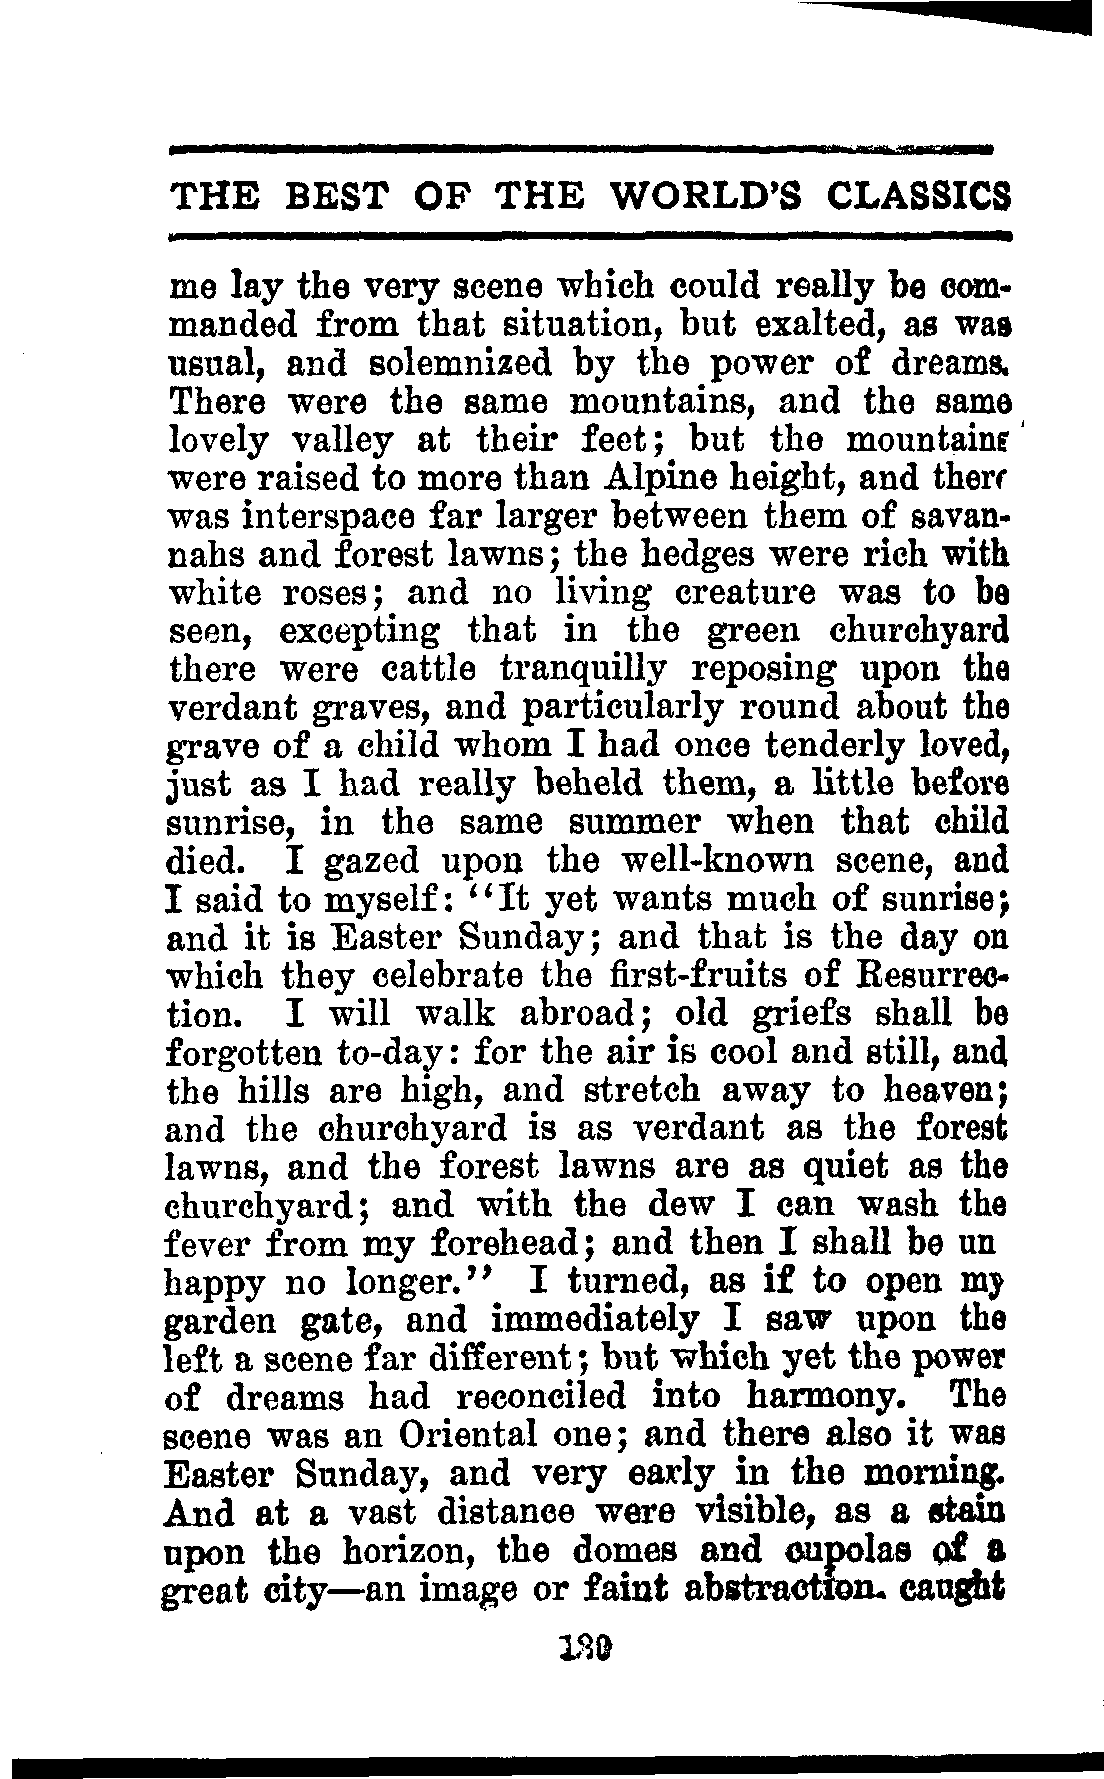 THE BEST OF THE WORLD'S CLASSICS
me lay the very scene which could really be com-
manded from that situation, but exalted, as was
usual, and solemnized by the power of dreams.
There were the same mountains, and the same
lovely valley at their feet; but the mountains
were raised to more than Alpine height, and there
was interspace far larger between them of savan-
nahs and forest lawns; the hedges were rich with
white roses; and no living creature was to be
seen, excepting that in the green churchyard
there were cattle tranquilly reposing upon the
verdant graves, and particularly round about the
grave of a child whom I had once tenderly loved,
just as I had really beheld them, a little before
sunrise, in the same summer when that child
died. I gazed upon the well-known scene, and
I said to myself: "It yet wants much of sunrise;
and it is Easter Sunday; and that is the day on
which they celebrate the first-fruits of Resurrec-
tion. I will walk abroad; old griefs shall be
forgotten to-day: for the air is cool and still, and
the hills are high, and stretch away to heaven;
and the churchyard is as verdant as the forest
lawns, and the forest lawns are as quiet as the
churchyard; and with the dew I can wash the
fever from my forehead; and then I shall be un
happy no longer." I turned, as if to open my
garden gate, and immediately I saw upon the
left a scene far different; but which yet the power
of dreams had reconciled into harmony. The
scene was an Oriental one; and there also it was
Easter Sunday, and very early in the morning.
And at a vast distance were visible, as a stain
upon the horizon, the domes and cupolas of a
great city—an image or faint abstraction. caught